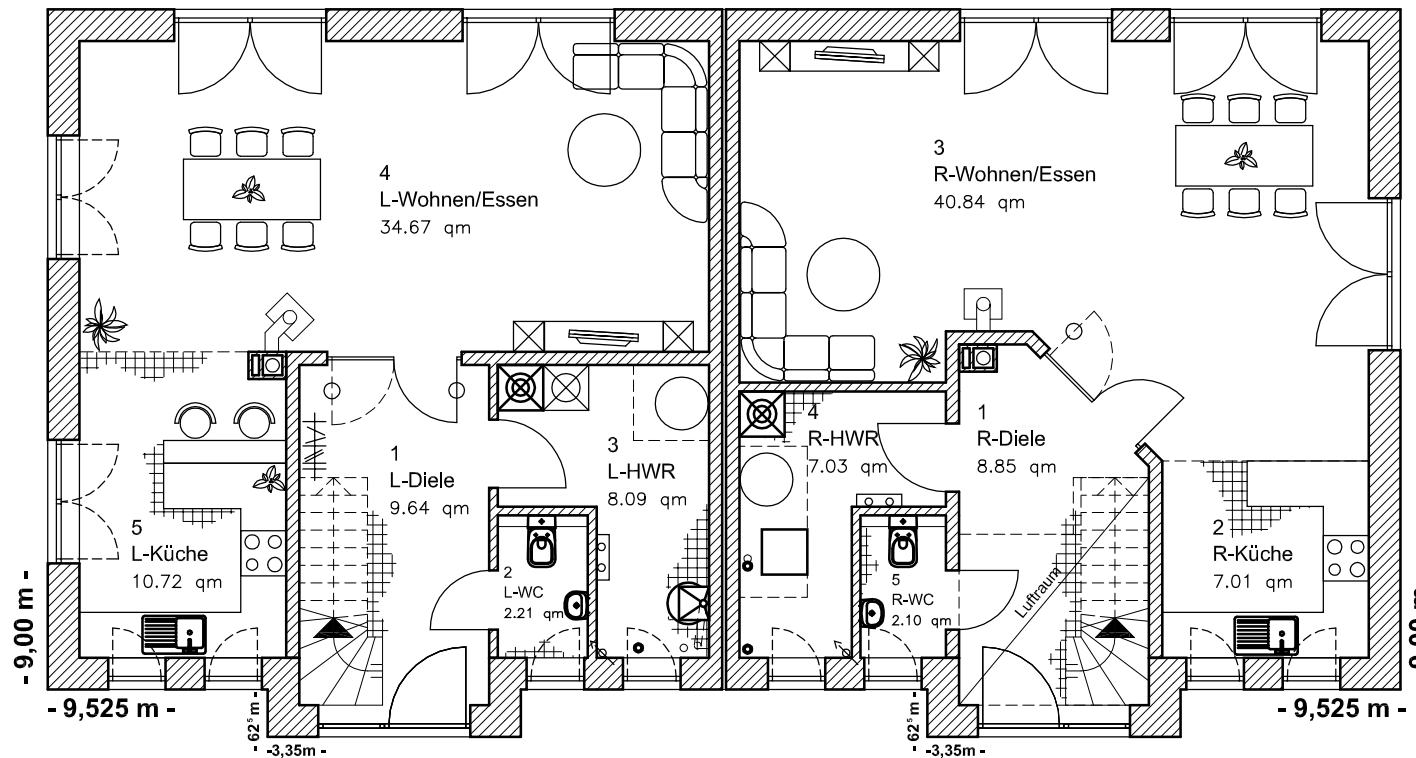 4
L-Wohnen/Essen
34.67 qm
3
R-Wohnen/Essen
40.84 qm
1
L-Diele
9.64 qm
3
L-HWR
8.09 qm
4
R-HWR
7.03 qm
1
R-Diele
8.85 qm
5
L-Küche
10.72 qm
2
L-WC
2.21 qm
5
R-WC
2.10 qm
Luftraum
2
R-Küche
7.01 qm
- 9,00 m -
9,00 m
- 9,525 m -
- 62⁵ m -
-3,35m -
- 62⁵ m -
-3,35m -
- 9,525 m -